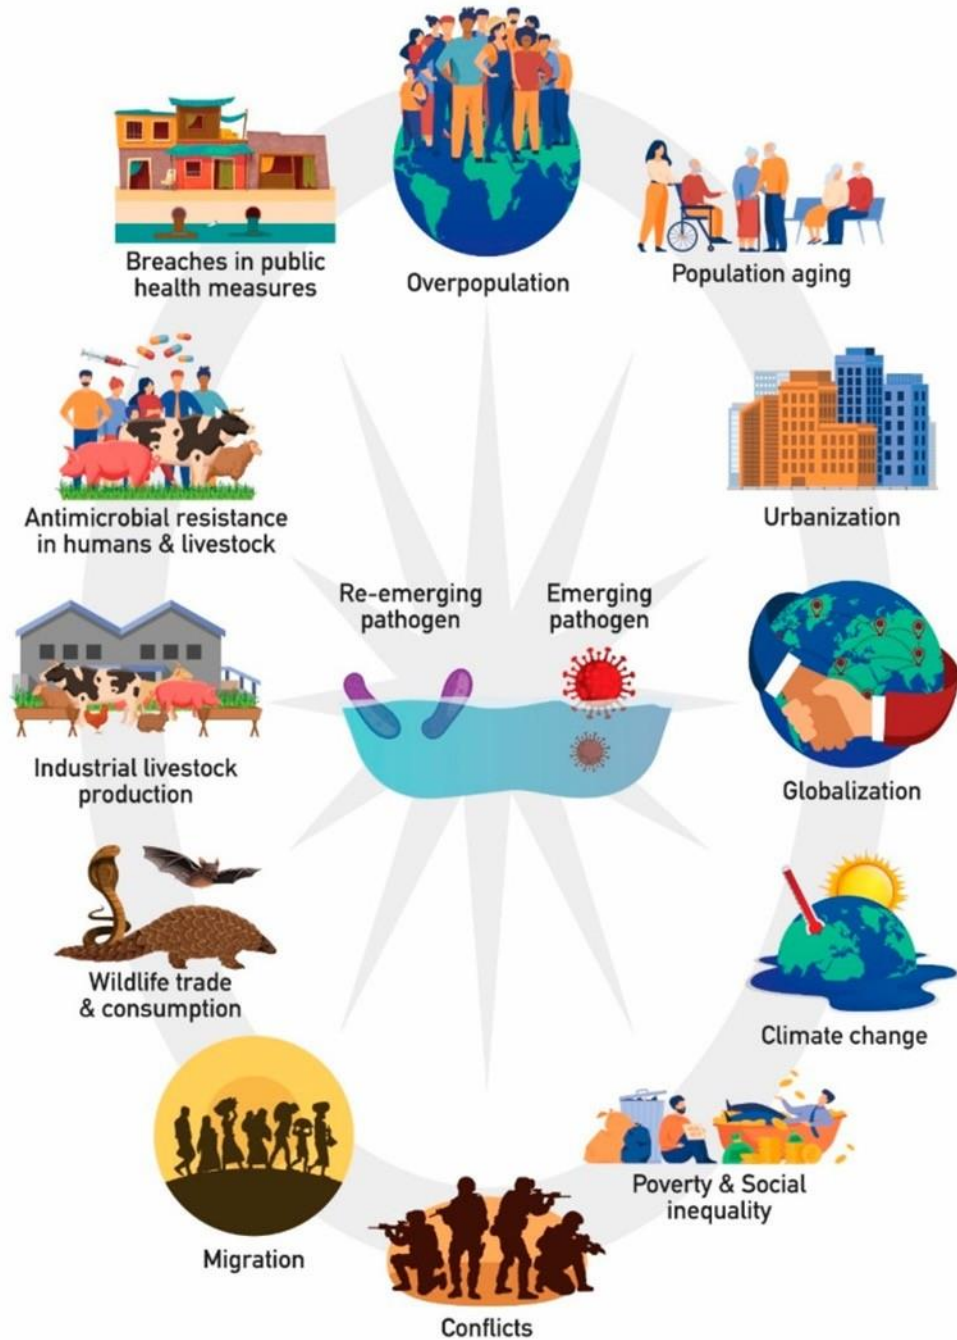 Overpopulation
Population aging
Urbanization
Globalization
Climate change
Poverty & Social
inequality
Conflicts
Migration
Wildlife trade
& consumption
Industrial livestock
production
Antimicrobial resistance
in humans & livestock
Breaches in public
health measures
Re-emerging
pathogen
Emerging
pathogen